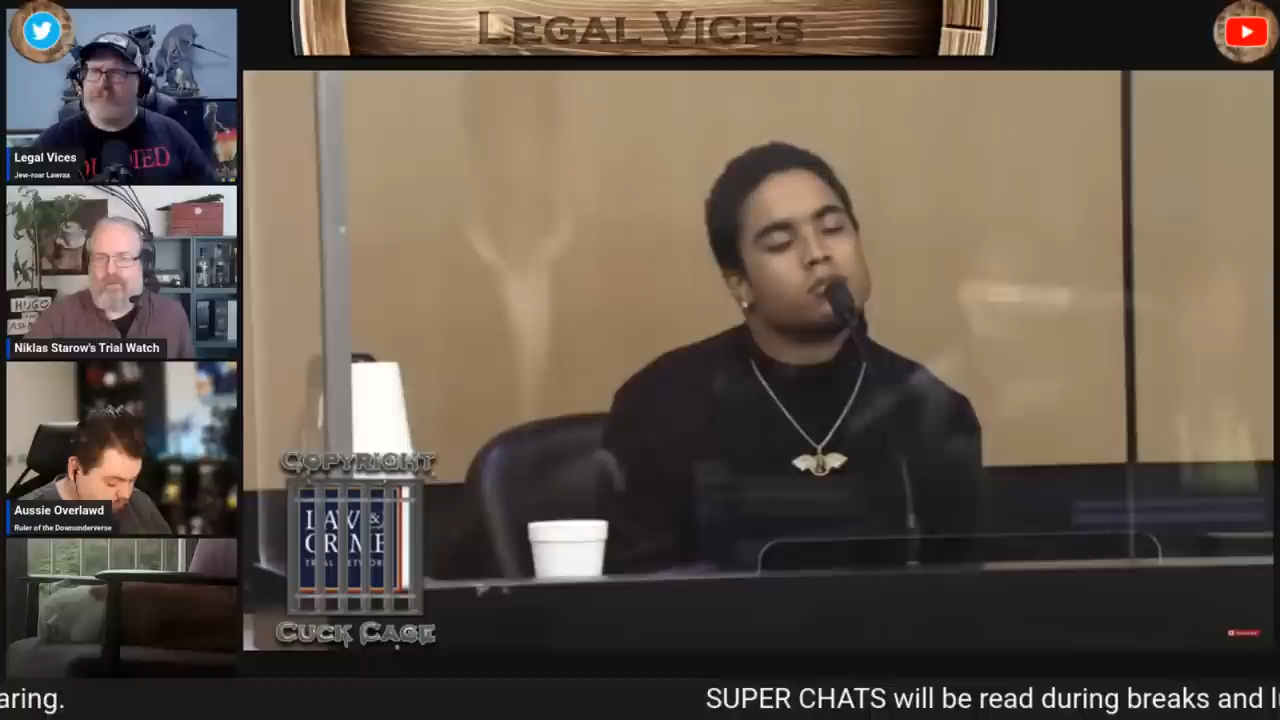 LEGAL VICES
Legal Vices
Jew-roar Lawrax
HUGO
Niklas Starow's Trial Watch
Aussie Overlawd
Ruler of the Downunderverse
COPYRIGHT
LAW &
CRIME
CUCK CAGE
aring.
SUPER CHATS will be read during breaks and l